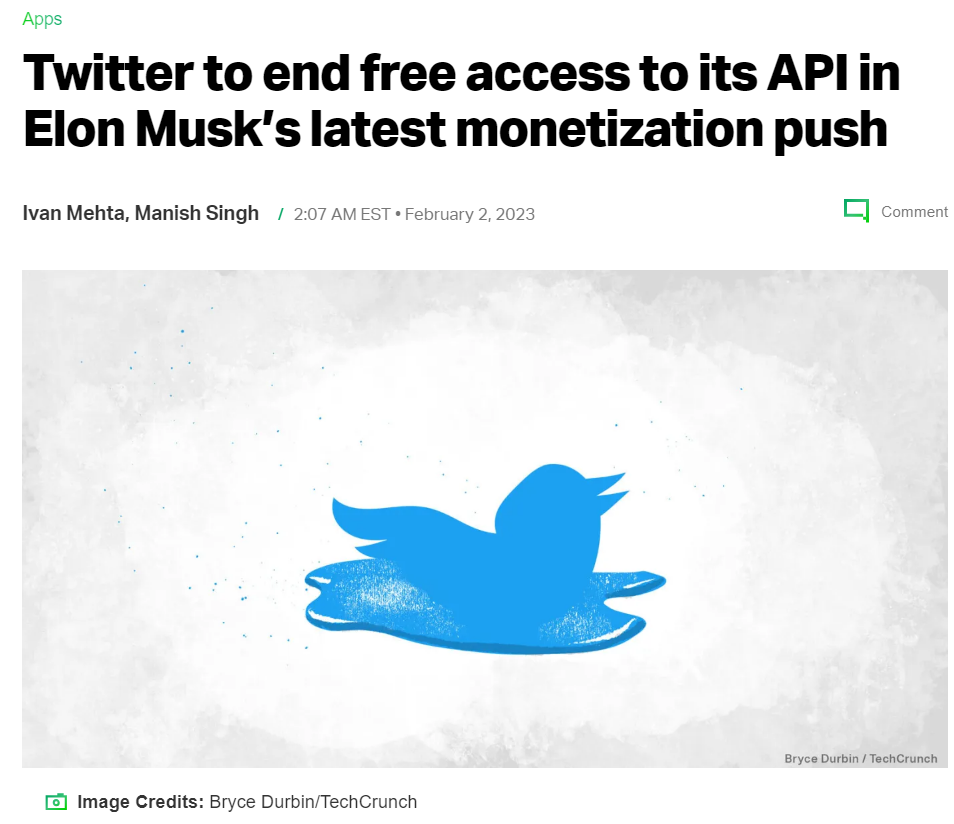 Apps
Twitter to end free access to its API in
Elon Musk’s latest monetization push
Ivan Mehta, Manish Singh / 2:07 AM EST • February 2, 2023
Comment
Bryce Durbin / TechCrunch
Image Credits: Bryce Durbin/TechCrunch